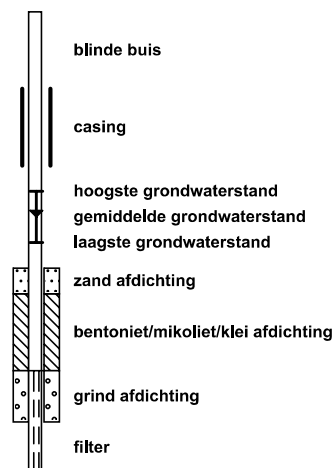 blinde buis
casing
hoogste grondwaterstand
gemiddelde grondwaterstand
laagste grondwaterstand
zand afdichting
bentoniet/mikoliet/klei afdichting
grind afdichting
filter